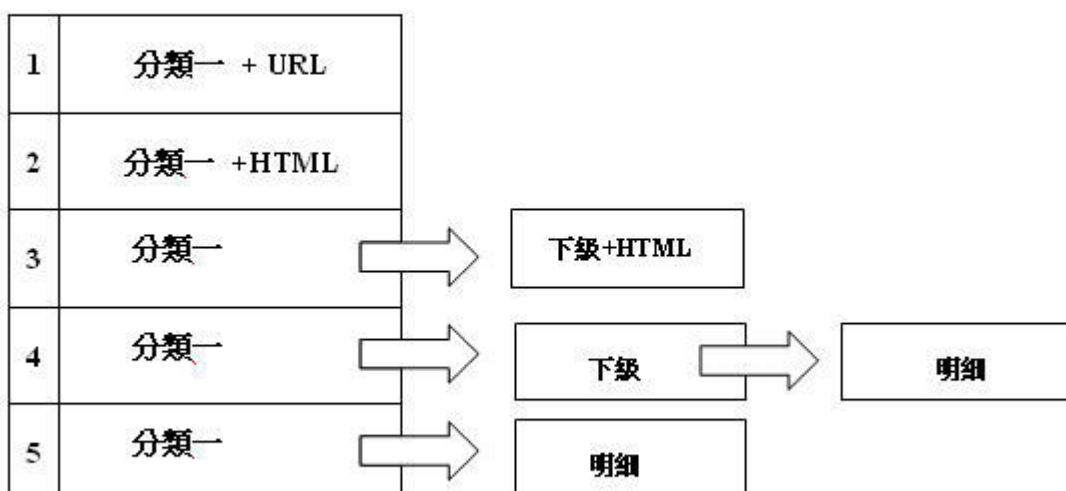 1 分類一 + URL
2 分類一 +HTML
3 分類一 下級+HTML
4 分類一 下級 明細
5 分類一 明細